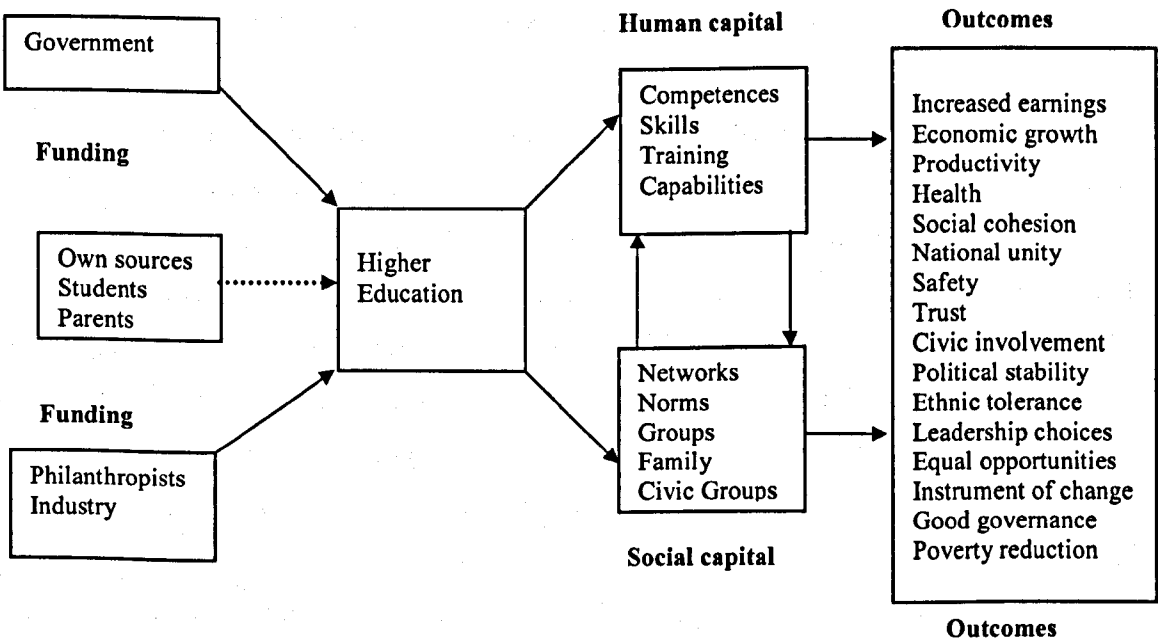 Government
Funding
Own sources
Students
Parents
Funding
Philanthropists
Industry
Higher
Education
Human capital
Competences
Skills
Training
Capabilities
Networks
Norms
Groups
Family
Civic Groups
Social capital
Outcomes
Increased earnings
Economic growth
Productivity
Health
Social cohesion
National unity
Safety
Trust
Civic involvement
Political stability
Ethnic tolerance
Leadership choices
Equal opportunities
Instrument of change
Good governance
Poverty reduction
Outcomes